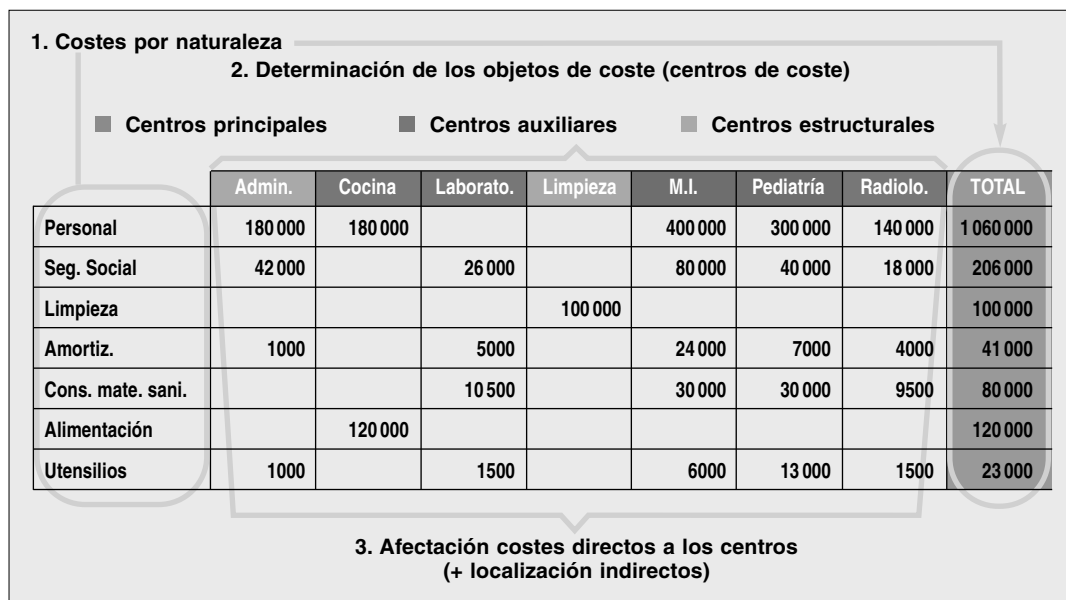 1. Costes por naturaleza
2. Determinación de los objetos de coste (centros de coste)
Centros principales Centros auxiliares Centros estructurales
Admin. Cocina Laborato. Limpieza M.I. Pediatría Radiolo. TOTAL
Personal 180 000 180 000 400 000 300 000 140 000 1 060 000
Seg. Social 42 000 26 000 80 000 40 000 18 000 206 000
Limpieza 100 000 100 000
Amortiz. 1000 5000 24 000 7000 4000 41 000
Cons. mate. sani. 10 500 30 000 30 000 9500 80 000
Alimentación 120 000 120 000
Utensilios 1000 1500 6000 13 000 1500 23 000
3. Afectación costes directos a los centros
(+ localización indirectos)